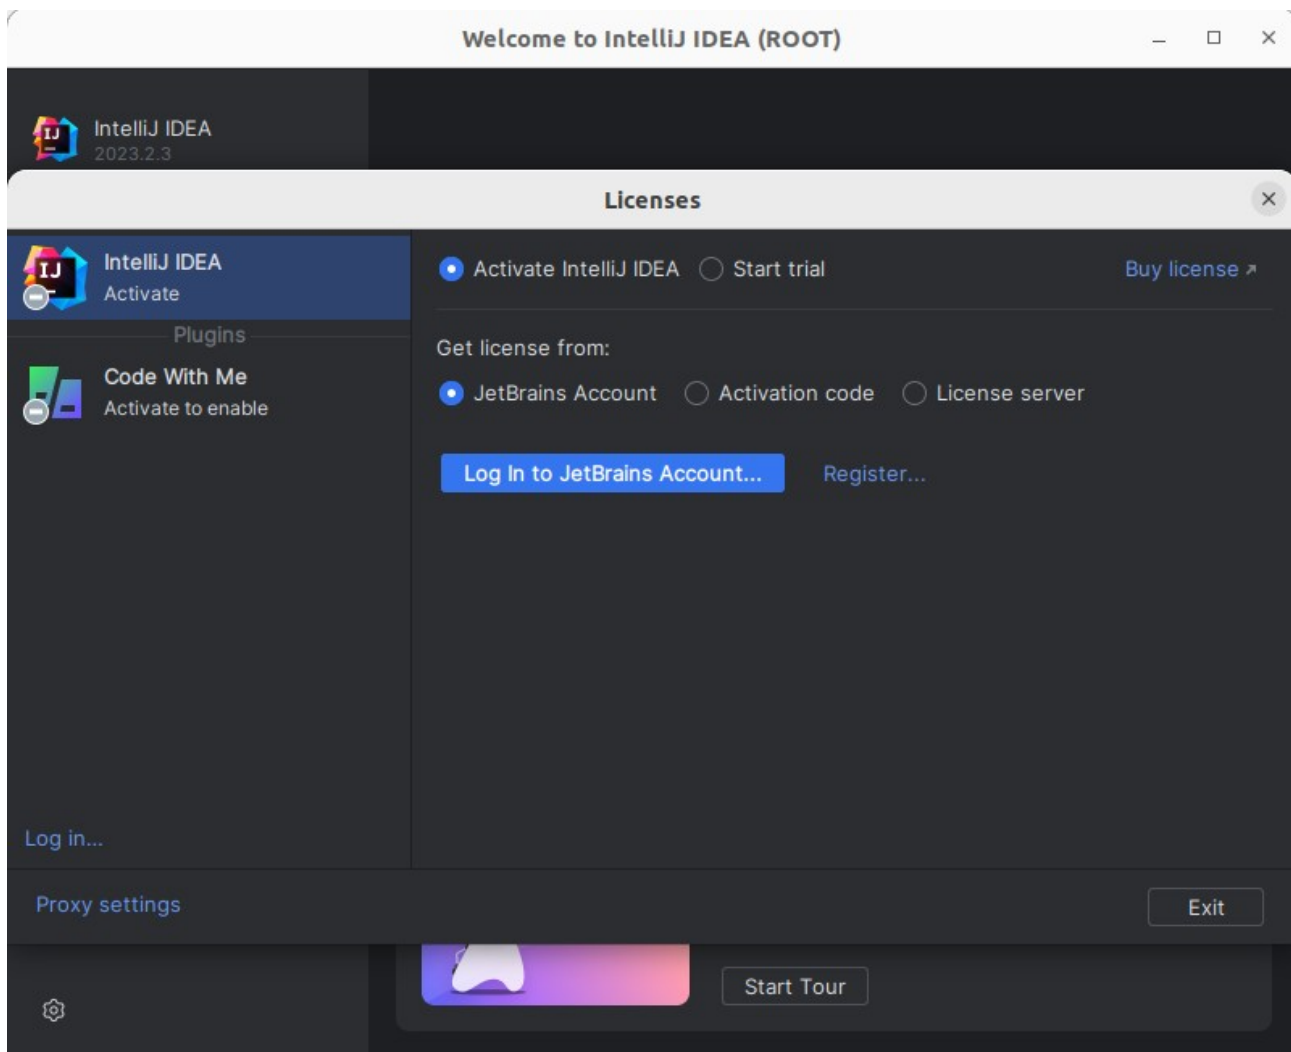 Welcome to IntelliJ IDEA (ROOT)
IJ
IntelliJ IDEA
2023.2.3
Licenses
IJ
IntelliJ IDEA
Activate
Plugins
Code With Me
Activate to enable
Activate IntelliJ IDEA Start trial Buy license
Get license from:
JetBrains Account Activation code License server
Log In to JetBrains Account... Register...
Log in...
Proxy settings
Exit
Start Tour